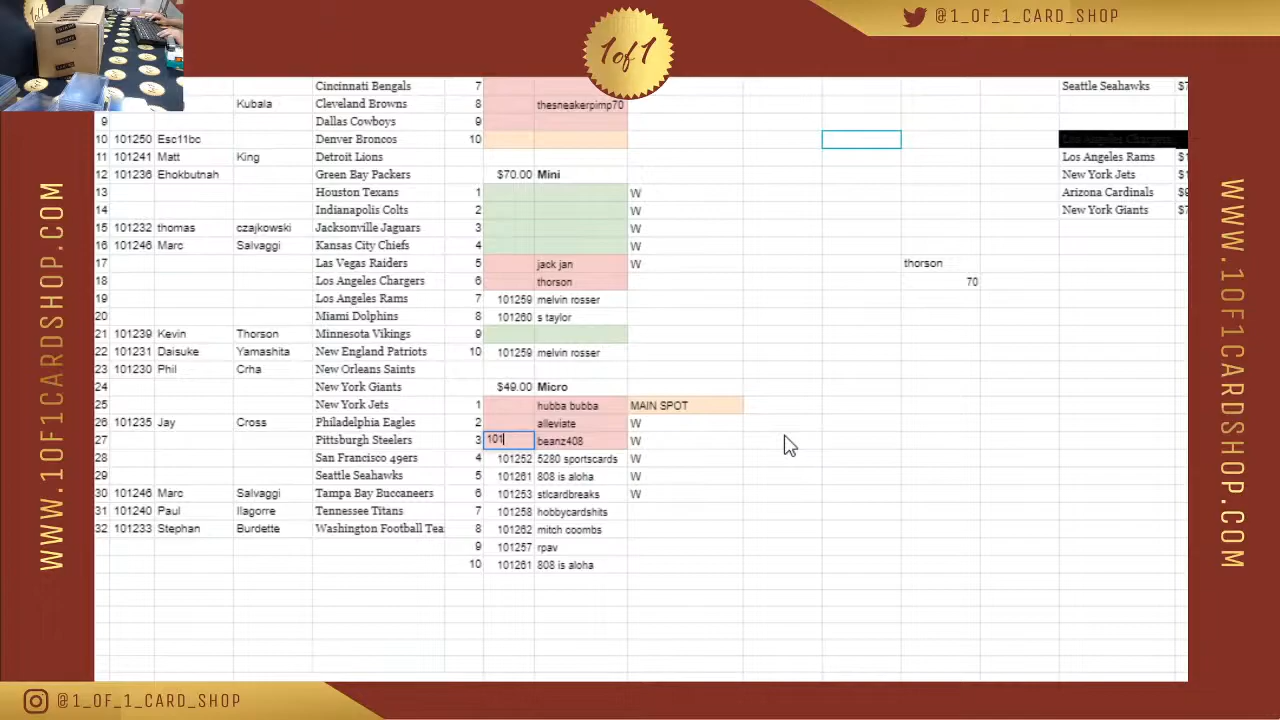 @1_OF_1_CARD_SHOP
1of1
Cincinnati Bengals 7 Seattle Seahawks
Kubala Cleveland Browns 8 thesneakerpimp70
9 Dallas Cowboys 9
10 101250 Esc11bc Denver Broncos 10 Los Angeles Chargers
11 101241 Matt King Detroit Lions Los Angeles Rams
12 101236 Ehokbutnah Green Bay Packers $70.00 Mini New York Jets
13 Houston Texans 1 W Arizona Cardinals
14 Indianapolis Colts 2 W New York Giants
15 101232 thomas czajkowski Jacksonville Jaguars 3 W
16 101246 Marc Salvaggi Kansas City Chiefs 4 W
17 Las Vegas Raiders 5 jack jan W thorson
18 Los Angeles Chargers 6 thorson 70
19 Los Angeles Rams 7 101259 melvin rosser
20 Miami Dolphins 8 101260 s taylor
21 101239 Kevin Thorson Minnesota Vikings 9
22 101231 Daisuke Yamashita New England Patriots 10 101259 melvin rosser
23 101230 Phil Crha New Orleans Saints
24 New York Giants $49.00 Micro
25 New York Jets 1 hubba bubba MAIN SPOT
26 101235 Jay Cross Philadelphia Eagles 2 alleviate W
27 Pittsburgh Steelers 3 101 beanz408 W
28 San Francisco 49ers 4 101252 5280 sportscards W
29 Seattle Seahawks 5 101261 808 is aloha W
30 101246 Marc Salvaggi Tampa Bay Buccaneers 6 101253 stlcardbreaks W
31 101240 Paul Ilagorre Tennessee Titans 7 101258 hobbycardshits
32 101233 Stephan Burdette Washington Football Tea 8 101262 mitch coombs
9 101257 rpav
10 101261 808 is aloha
WWW.1OF1CARDSHOP.COM
WWW.1OF1CARDSHOP.COM
@1_OF_1_CARD_SHOP